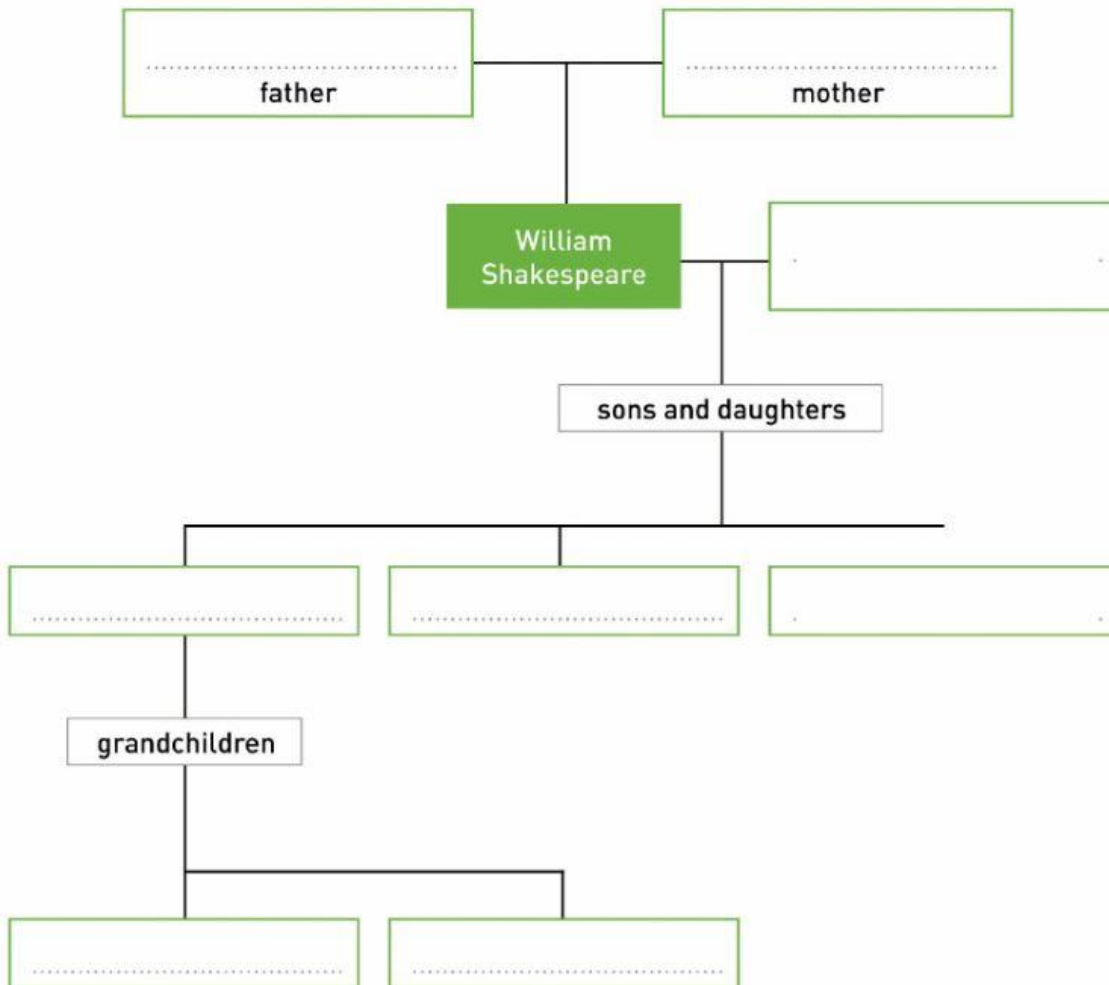 father
mother
William
Shakespeare
sons and daughters
grandchildren